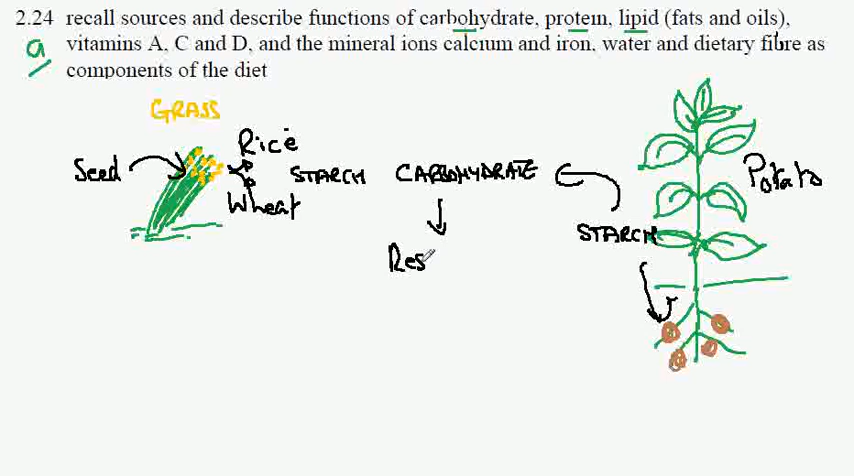 2.24 recall sources and describe functions of carbohydrate, protein, lipid (fats and oils),
a vitamins A, C and D, and the mineral ions calcium and iron, water and dietary fibre as
components of the diet
GRASS
Seed
Rice
Wheat
STARCH
CARBOHYDRATE
Res
STARCH
Potato